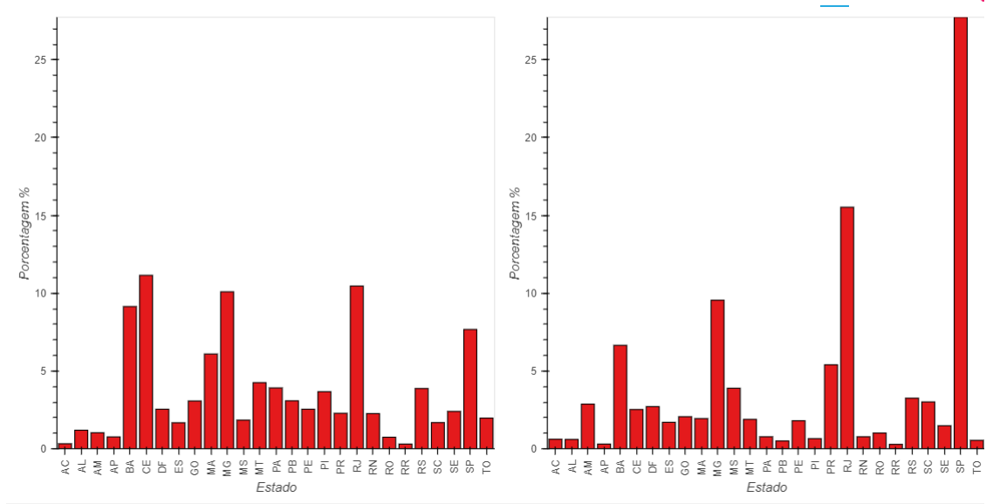 25
20
15
10
5
0
Porcentagem %
AC AL AM AP BA CE DF ES GO MA MG MS MT PA PB PE PI PR RJ RN RO RR RS SC SE SP TO
Estado
25
20
15
10
5
0
Porcentagem %
AC AL AM AP BA CE DF ES GO MA MG MS MT PA PB PE PI PR RJ RN RO RR RS SC SE SP TO
Estado